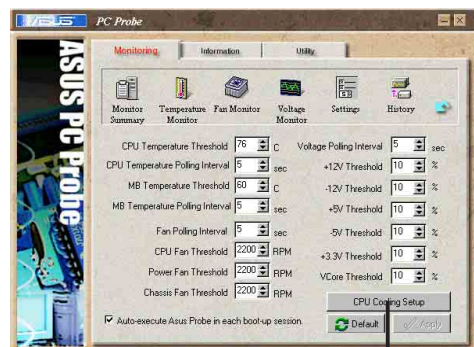 ASUS
PC Probe
ASUS PC Probe
Monitoring
Information
Utility
Monitor Summary
Temperature Monitor
Fan Monitor
Voltage Monitor
Settings
History
CPU Temperature Threshold 76 C
CPU Temperature Polling Interval 5 sec
MB Temperature Threshold 60 C
MB Temperature Polling Interval 5 sec
Fan Polling Interval 5 sec
CPU Fan Threshold 2200 RPM
Power Fan Threshold 2200 RPM
Chassis Fan Threshold 2200 RPM
Voltage Polling Interval 5 sec
+12V Threshold 10 %
-12V Threshold 10 %
+5V Threshold 10 %
-5V Threshold 10 %
+3.3V Threshold 10 %
VCore Threshold 10 %
CPU Cooling Setup
Auto-execute Asus Probe in each boot-up session.
Default
Apply